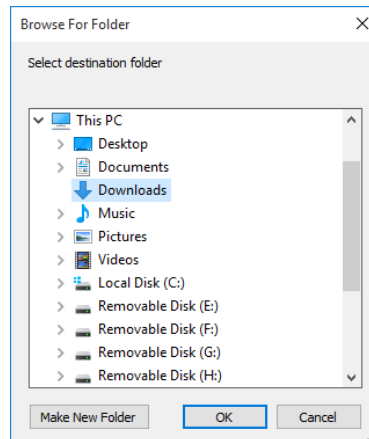 Browse For Folder
Select destination folder
This PC
Desktop
Documents
Downloads
Music
Pictures
Videos
Local Disk (C:)
Removable Disk (E:)
Removable Disk (F:)
Removable Disk (G:)
Removable Disk (H:)
Make New Folder OK Cancel